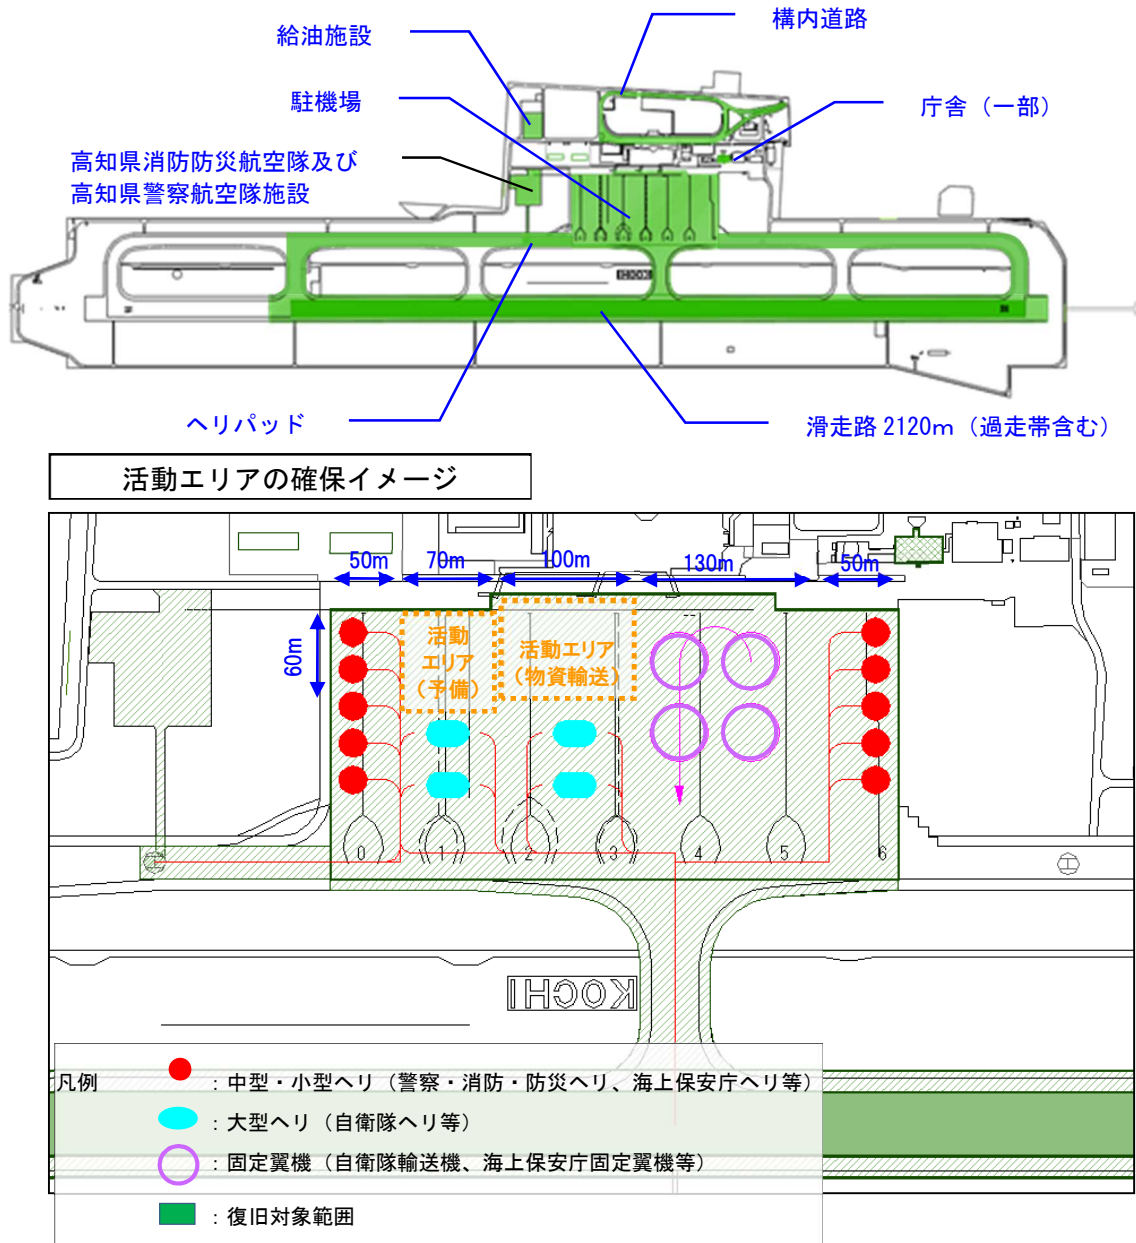 給油施設
構内道路
駐機場
庁舎（一部）
高知県消防防災航空隊及び
高知県警察航空隊施設
KOCHI
ヘリパッド
滑走路 2120m（過走帯含む）
活動エリアの確保イメージ
50m
70m
100m
130m
50m
60m
活動
エリア
（予備）
活動エリア
（物資輸送）
0
1
2
3
4
5
6
KOCHI
凡例
：中型・小型ヘリ（警察・消防・防災ヘリ、海上保安庁ヘリ等）
：大型ヘリ（自衛隊ヘリ等）
：固定翼機（自衛隊輸送機、海上保安庁固定翼機等）
：復旧対象範囲